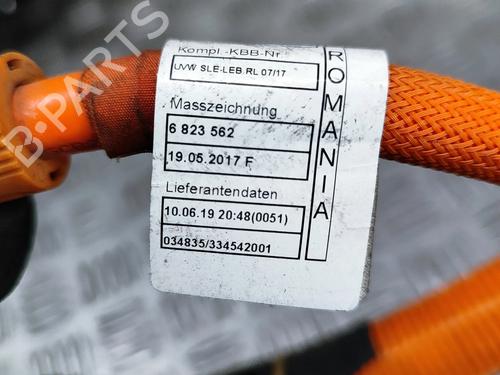 Kompl.-KBB-Nr
UVW SLE-LEB RL 07/17
Masszeichnung
6 823 562
19.05.2017 F
Lieferantendaten
10.06.19 20:48(0051)
034835/334542001
ROMANIA
B-PARTS